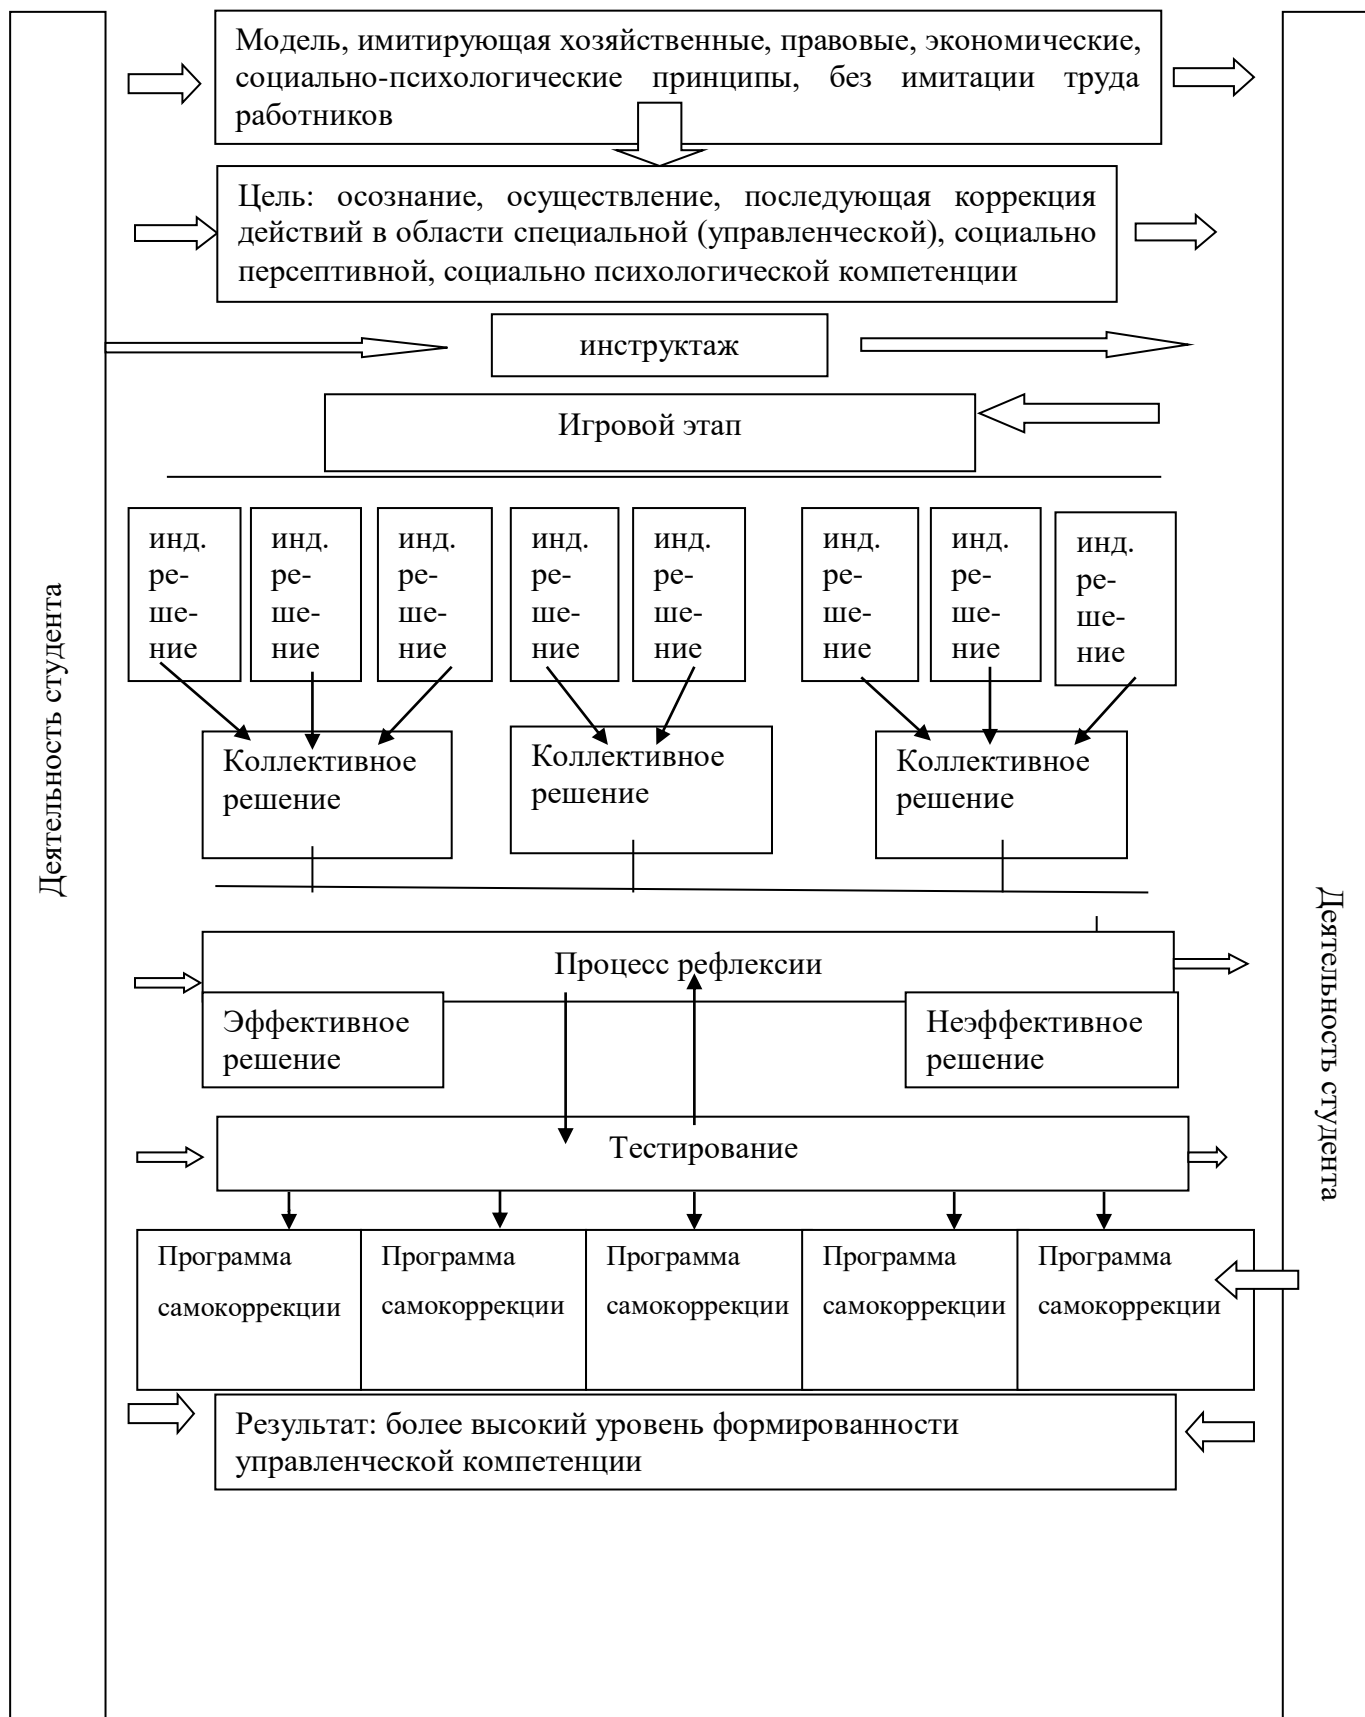 Модель, имитирующая хозяйственные, правовые, экономические,
социально-психологические принципы, без имитации труда
работников
Цель: осознание, осуществление, последующая коррекция
действий в области специальной (управленческой), социально
персептивной, социально психологической компетенции
инструктаж
Игровой этап
Деятельность студента
инд.
ре-
ше-
ние
инд.
ре-
ше-
ние
инд.
ре-
ше-
ние
инд.
ре-
ше-
ние
инд.
ре-
ше-
ние
инд.
ре-
ше-
ние
инд.
ре-
ше-
ние
инд.
ре-
ше-
ние
Коллективное
решение
Коллективное
решение
Коллективное
решение
Деятельность студента
Процесс рефлексии
Эффективное
решение
Неэффективное
решение
Тестирование
Программа
самокоррекции
Программа
самокоррекции
Программа
самокоррекции
Программа
самокоррекции
Программа
самокоррекции
Результат: более высокий уровень формированности
управленческой компетенции